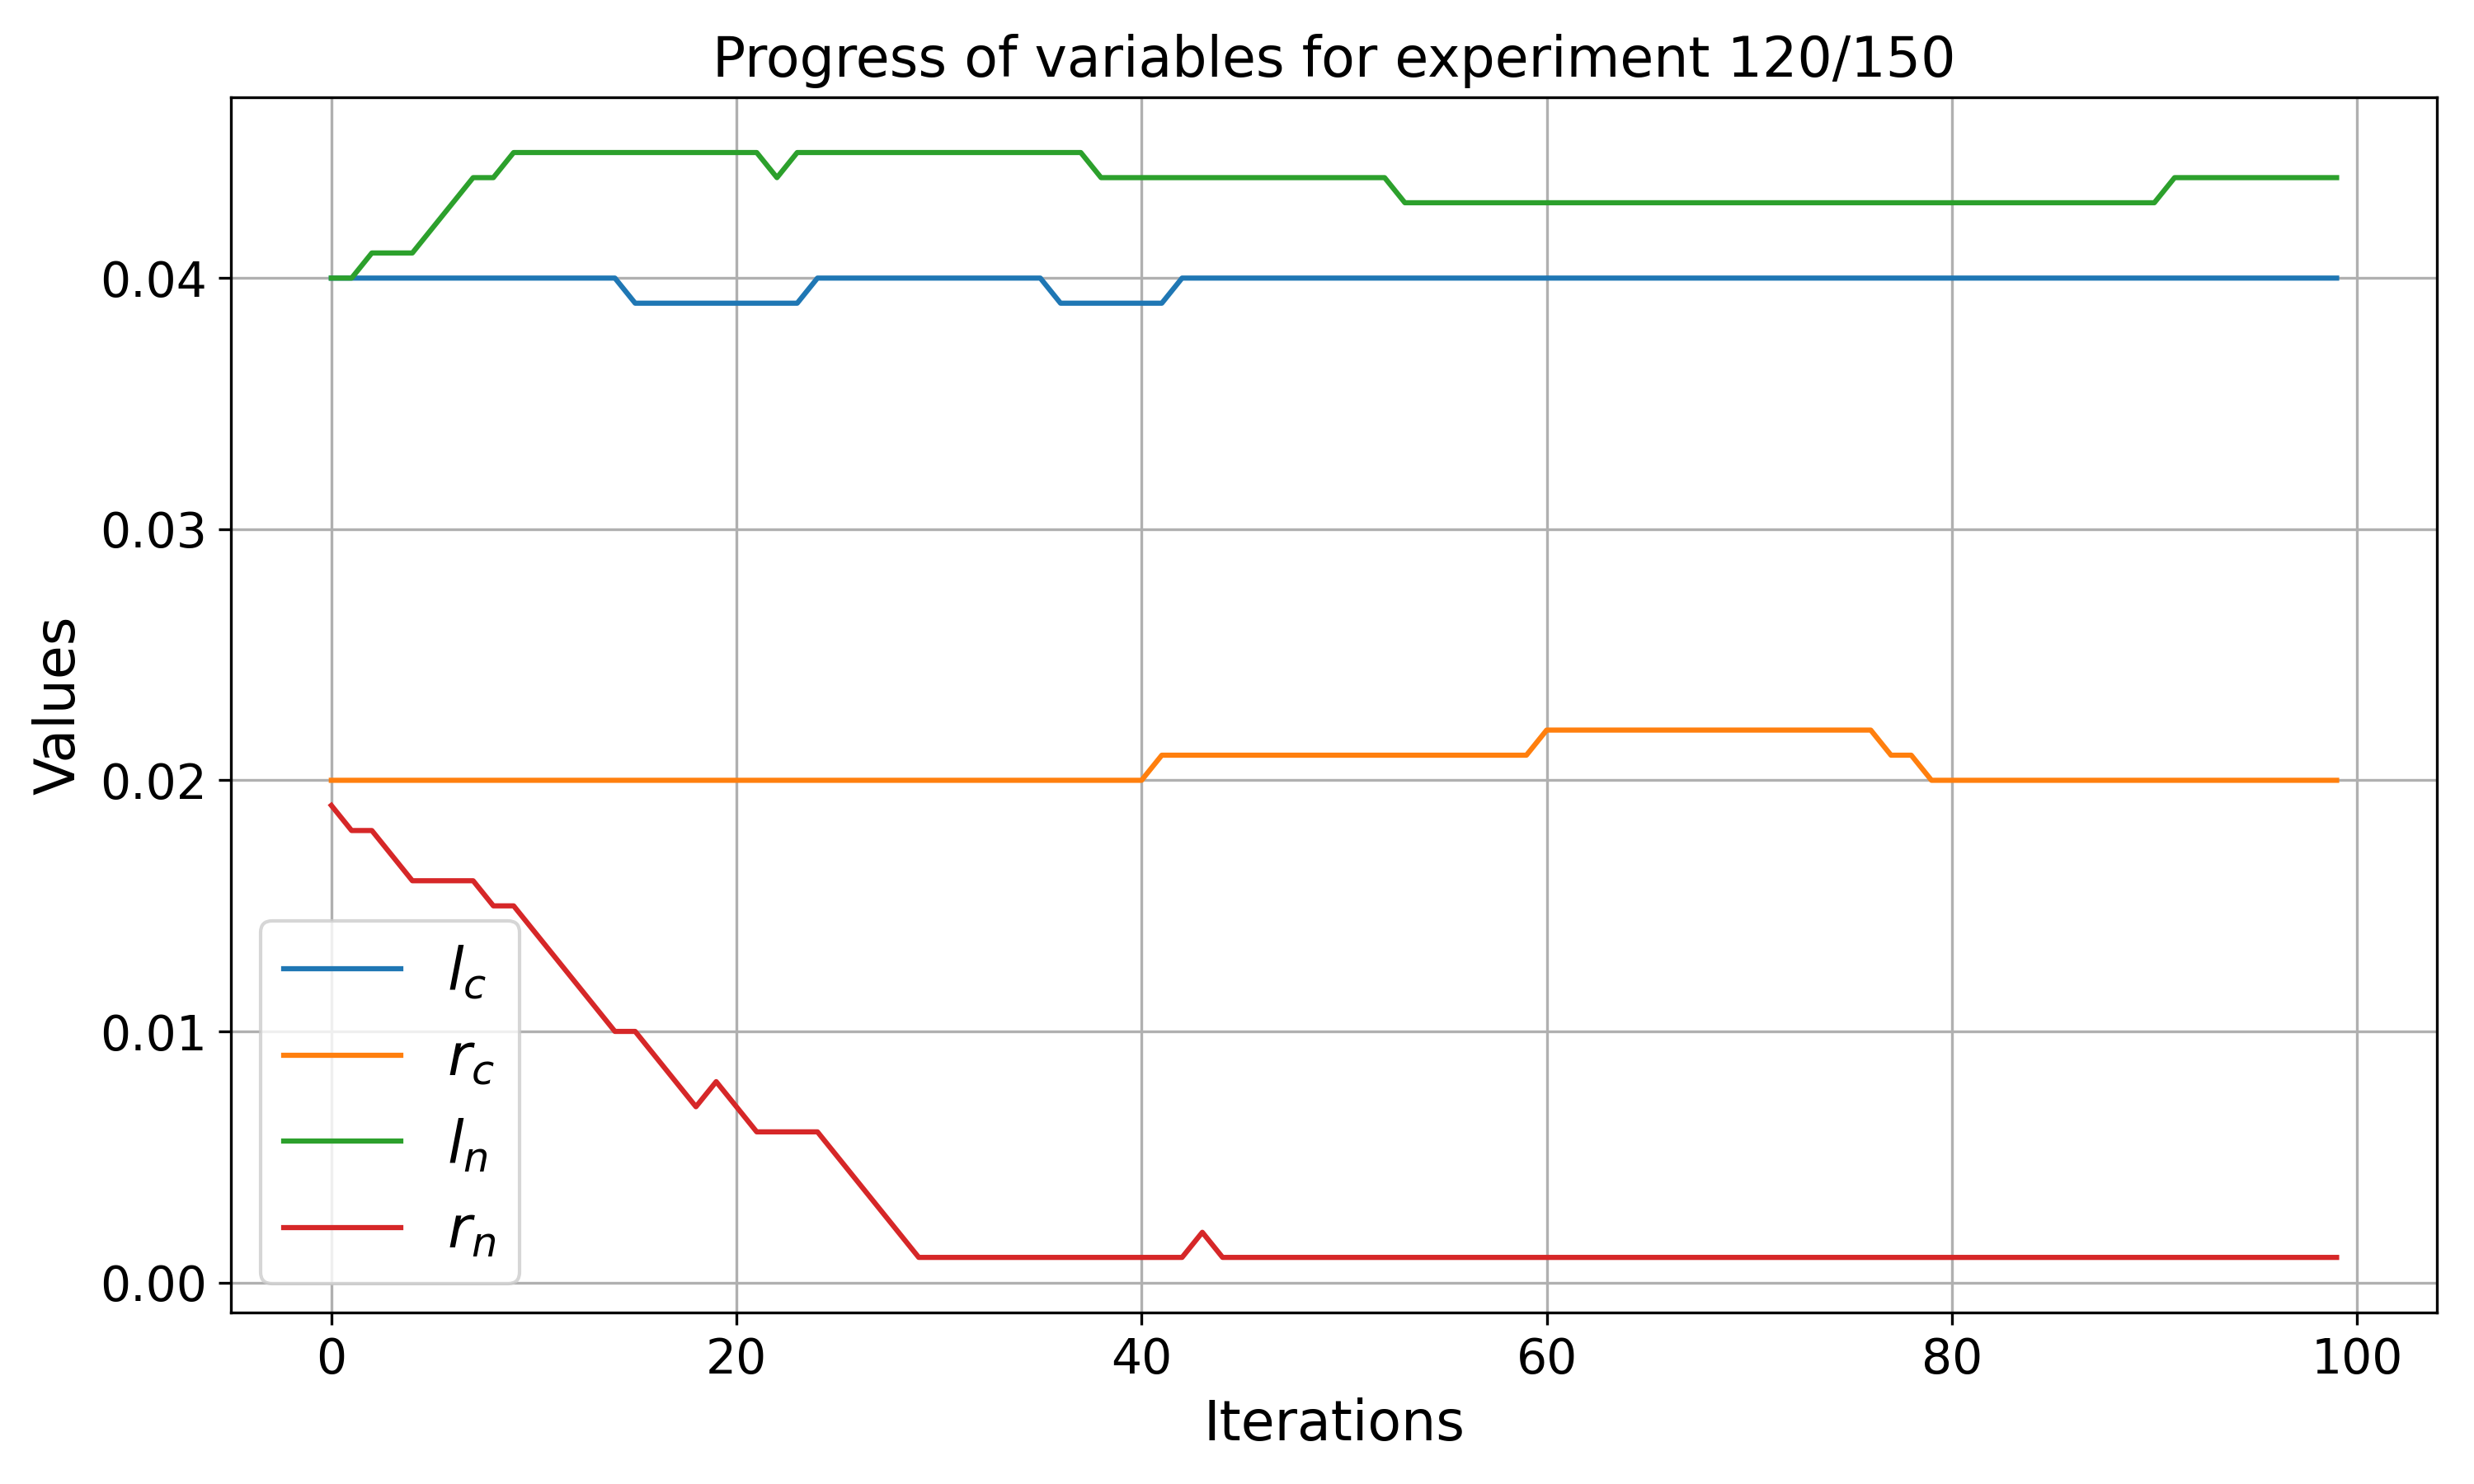 Progress of variables for experiment 120/150
Values
0.04
0.03
0.02
0.01
0.00
l_c
r_c
l_n
r_n
0 20 40 60 80 100
Iterations